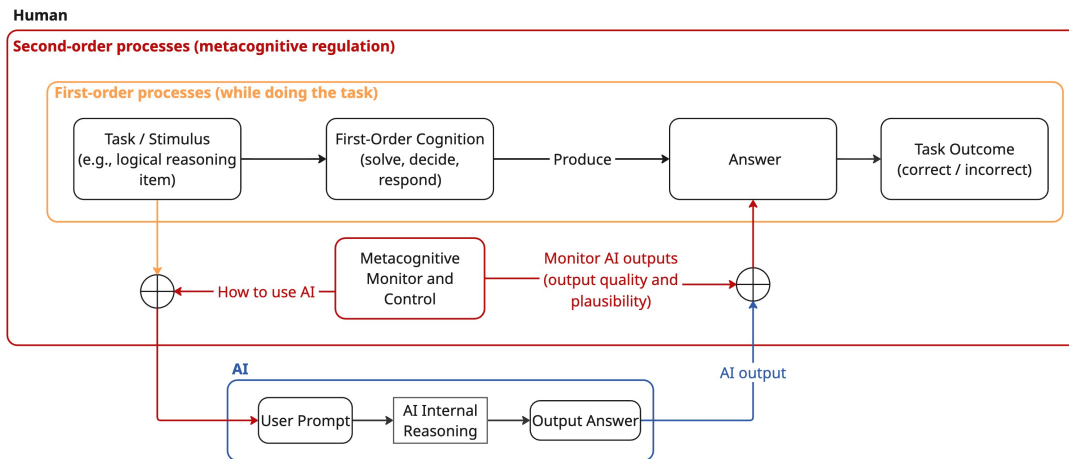 Human
Second-order processes (metacognitive regulation)
First-order processes (while doing the task)
Task / Stimulus
(e.g., logical reasoning
item)
First-Order Cognition
(solve, decide,
respond)
Produce
Answer
Task Outcome
(correct / incorrect)
How to use AI
Metacognitive
Monitor and
Control
Monitor AI outputs
(output quality and
plausibility)
AI
AI output
User Prompt
AI Internal
Reasoning
Output Answer